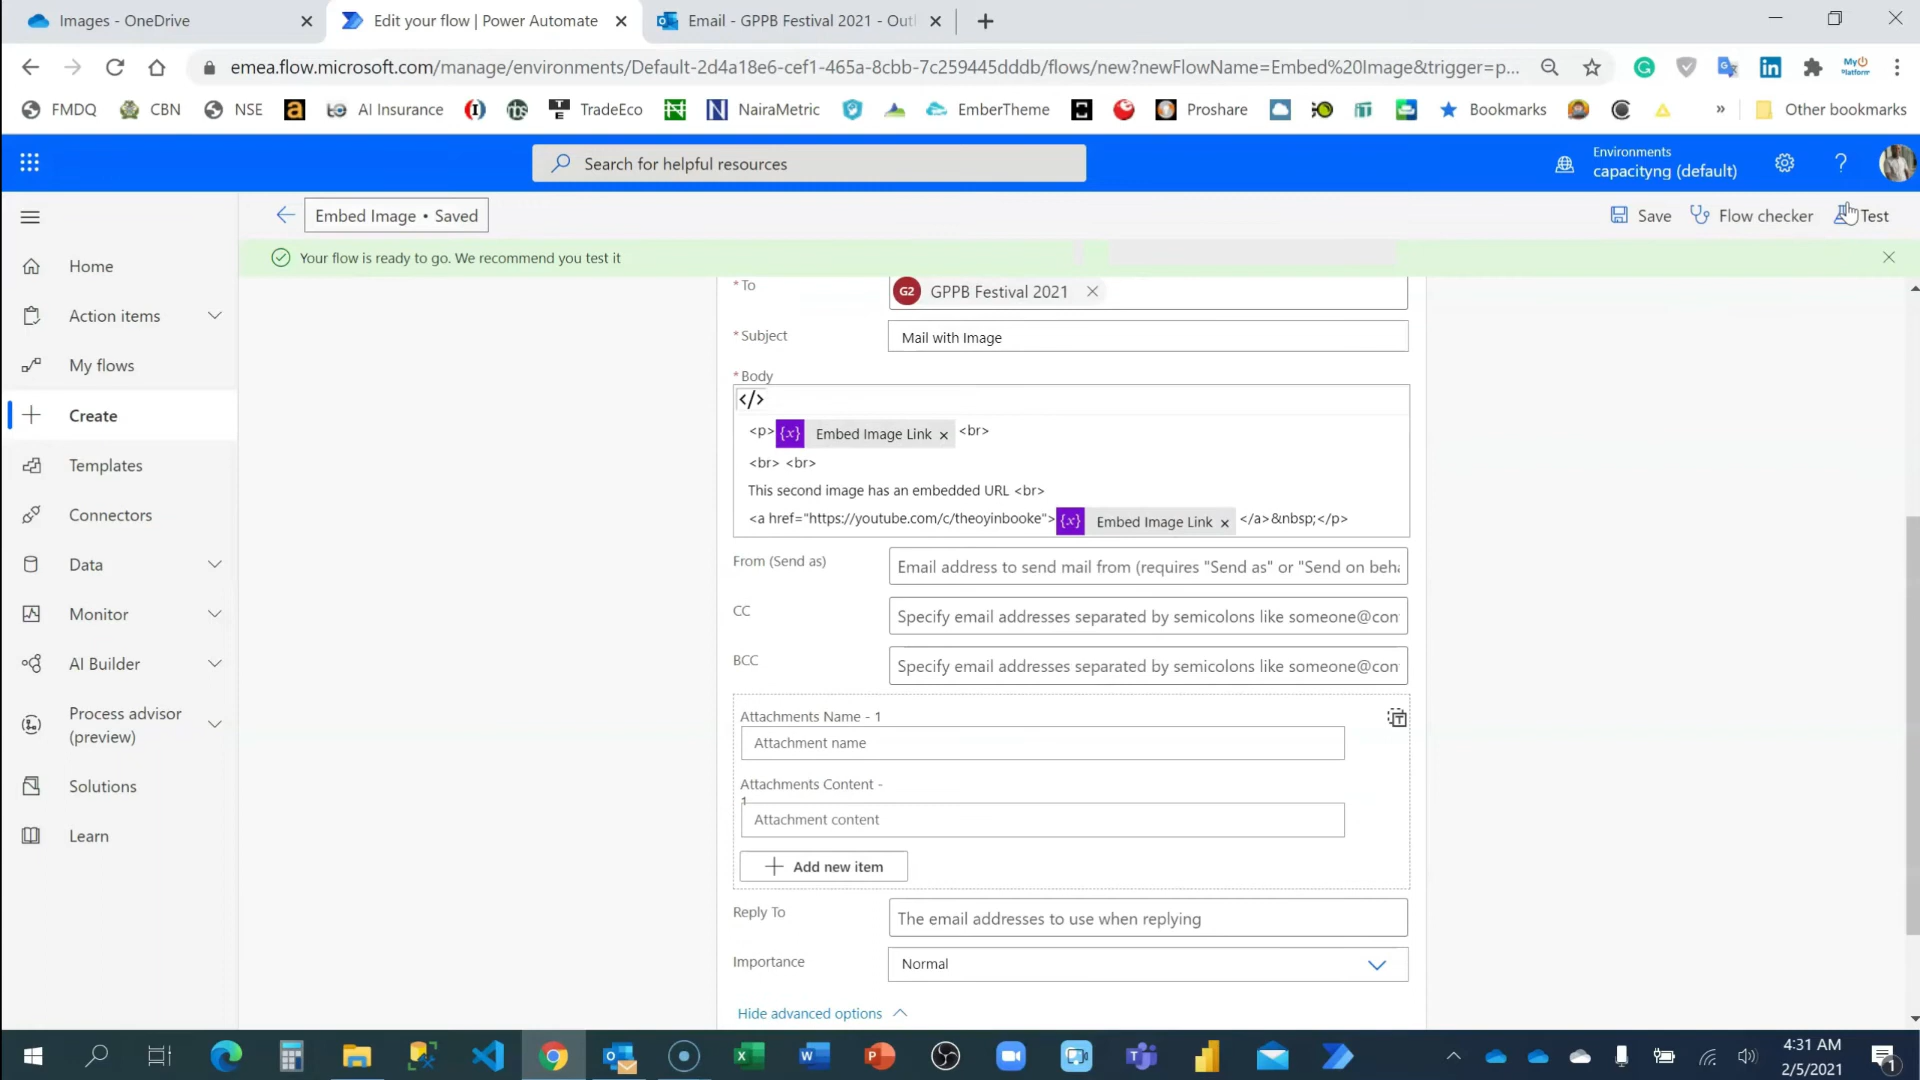 Images - OneDrive
Edit your flow | Power Automate
Email - GPPB Festival 2021 - Outl
emea.flow.microsoft.com/manage/environments/Default-2d4a18e6-cef1-465a-8cbb-7c259445dddb/flows/new?newFlowName=Embed%20Image&trigger=p...
FMDQ
CBN
NSE
AI Insurance
TradeEco
NairaMetric
EmberTheme
Proshare
Bookmarks
»
Other bookmarks
Search for helpful resources
Environments
capacityng (default)
Embed Image • Saved
Save
Flow checker
Test
Your flow is ready to go. We recommend you test it
Home
Action items
My flows
Create
Templates
Connectors
Data
Monitor
AI Builder
Process advisor
(preview)
Solutions
Learn
* To
G2 GPPB Festival 2021
* Subject
Mail with Image
* Body
</>
<p>{x} Embed Image Link × <br>
<br> <br>
This second image has an embedded URL <br>
<a href="https://youtube.com/c/theoyinbooke">{x} Embed Image Link × </a>&nbsp;</p>
From (Send as)
Email address to send mail from (requires "Send as" or "Send on beha
CC
Specify email addresses separated by semicolons like someone@con
BCC
Specify email addresses separated by semicolons like someone@con
Attachments Name - 1
Attachment name
Attachments Content -
1
Attachment content
Add new item
Reply To
The email addresses to use when replying
Importance
Normal
Hide advanced options
4:31 AM
2/5/2021
1